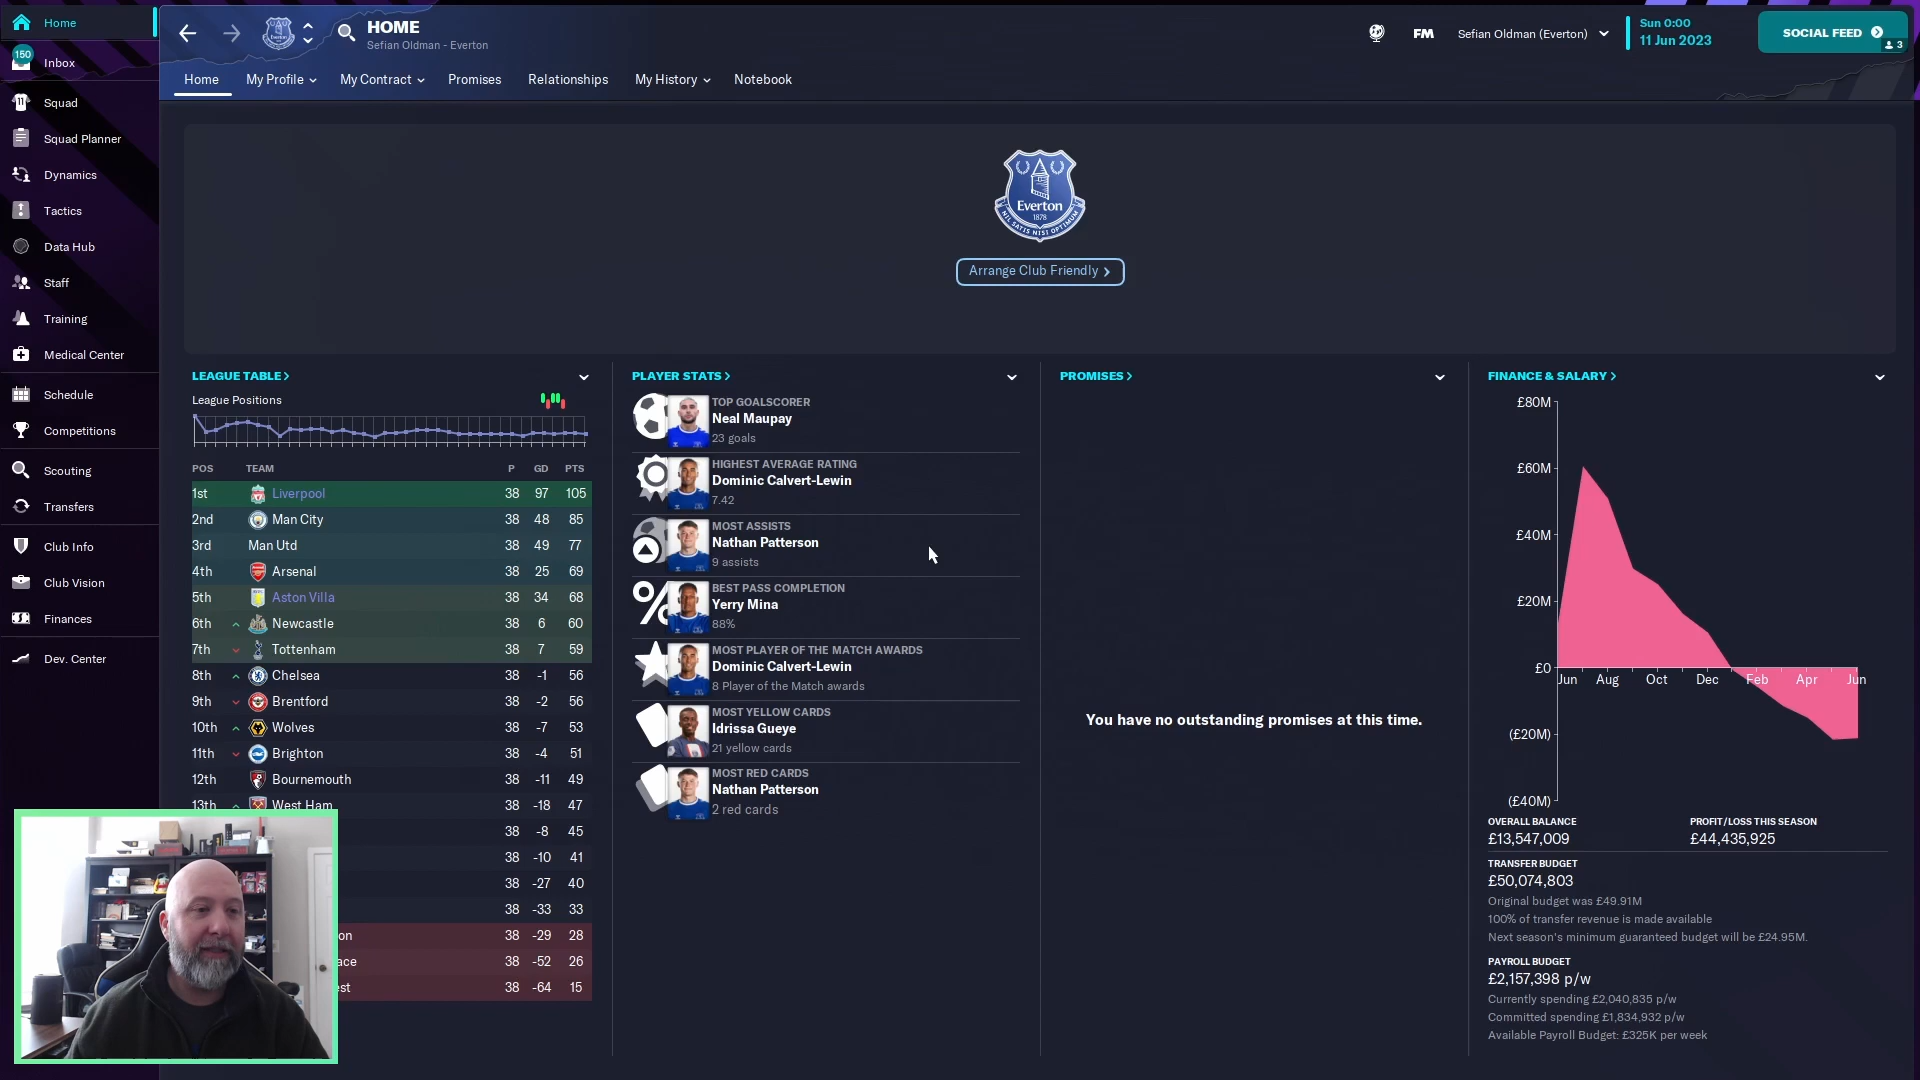 Home
150
Inbox
Squad
Squad Planner
Dynamics
Tactics
Data Hub
Staff
Training
Medical Center
Schedule
Competitions
Scouting
Transfers
Club Info
Club Vision
Finances
Dev. Center
HOME
Sefian Oldman - Everton
FM
Sefian Oldman (Everton)
Sun 0:00
11 Jun 2023
SOCIAL FEED
3
Home
My Profile
My Contract
Promises
Relationships
My History
Notebook
Everton
1878
NIL SATIS NISI OPTIMUM
Arrange Club Friendly
LEAGUE TABLE
League Positions
POS TEAM P GD PTS
1st Liverpool 38 97 105
2nd Man City 38 48 85
3rd Man Utd 38 49 77
4th Arsenal 38 25 69
5th Aston Villa 38 34 68
6th Newcastle 38 6 60
7th Tottenham 38 7 59
8th Chelsea 38 -1 56
9th Brentford 38 -2 56
10th Wolves 38 -7 53
11th Brighton 38 -4 51
12th Bournemouth 38 -11 49
13th West Ham 38 -18 47
38 -8 45
38 -10 41
38 -27 40
38 -33 33
on 38 -29 28
ace 38 -52 26
est 38 -64 15
PLAYER STATS
TOP GOALSCORER
Neal Maupay
23 goals
HIGHEST AVERAGE RATING
Dominic Calvert-Lewin
7.42
MOST ASSISTS
Nathan Patterson
9 assists
BEST PASS COMPLETION
Yerry Mina
88%
MOST PLAYER OF THE MATCH AWARDS
Dominic Calvert-Lewin
8 Player of the Match awards
MOST YELLOW CARDS
Idrissa Gueye
21 yellow cards
MOST RED CARDS
Nathan Patterson
2 red cards
PROMISES
You have no outstanding promises at this time.
FINANCE & SALARY
£80M
£60M
£40M
£20M
£0
Jun Aug Oct Dec Feb Apr Jun
(£20M)
(£40M)
OVERALL BALANCE
£13,547,009
PROFIT/LOSS THIS SEASON
£44,435,925
TRANSFER BUDGET
£50,074,803
Original budget was £49.91M
100% of transfer revenue is made available
Next season's minimum guaranteed budget will be £24.95M.
PAYROLL BUDGET
£2,157,398 p/w
Currently spending £2,040,835 p/w
Committed spending £1,834,932 p/w
Available Payroll Budget: £325K per week